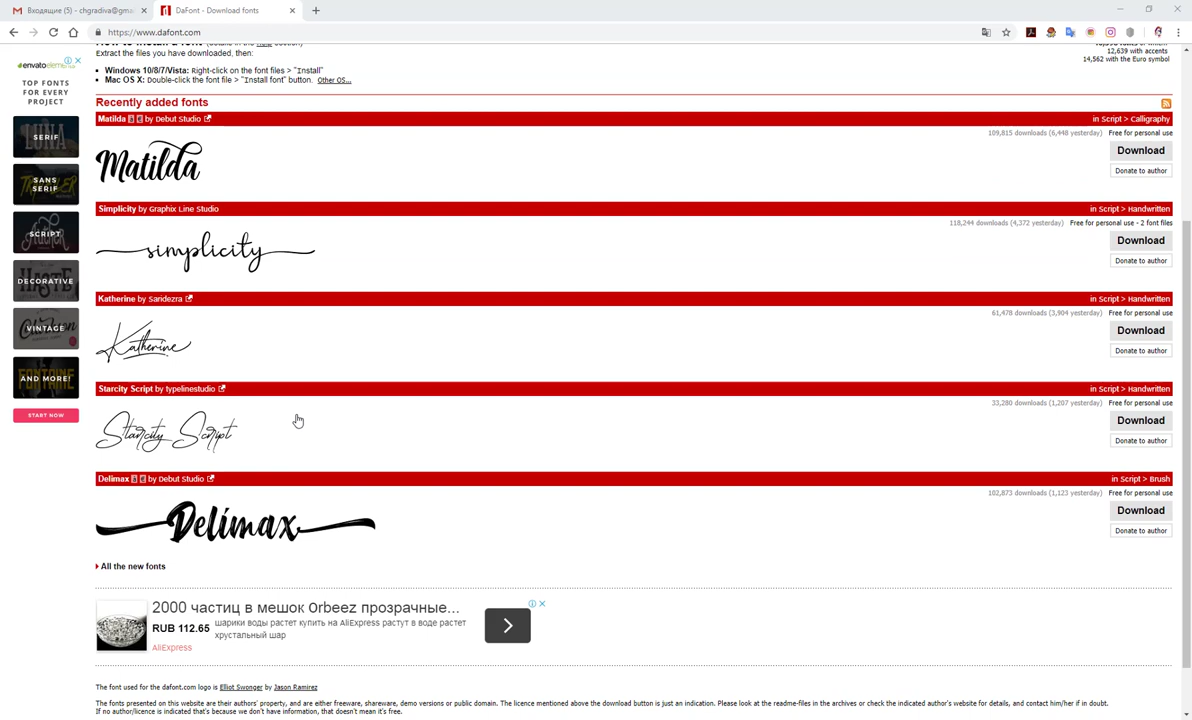 Входящие (5) - chgradiva@gma
DaFont - Download fonts
https://www.dafont.com
Extract the files you have downloaded, then:
12,639 with accents
14,562 with the Euro symbol
Windows 10/8/7/Vista: Right-click on the font files > "Install"
Mac OS X: Double-click the font file > "Install font" button. Other OS...
envato elements
TOP FONTS
FOR EVERY
PROJECT
SERIF
SANS
SERIF
SCRIPT
DECORATIVE
VINTAGE
AND MORE!
START NOW
Recently added fonts
Matilda by Debut Studio
in Script > Calligraphy
109,815 downloads (6,448 yesterday) Free for personal use
Matilda
Download
Donate to author
Simplicity by Graphix Line Studio
in Script > Handwritten
118,244 downloads (4,372 yesterday) Free for personal use - 2 font files
simplicity
Download
Donate to author
Katherine by Saridezra
in Script > Handwritten
61,478 downloads (3,904 yesterday) Free for personal use
Katherine
Download
Donate to author
Starcity Script by typelinestudio
in Script > Handwritten
33,280 downloads (1,207 yesterday) Free for personal use
Starcity Script
Download
Donate to author
Delimax by Debut Studio
in Script > Brush
102,873 downloads (1,123 yesterday) Free for personal use
Delimax
Download
Donate to author
All the new fonts
2000 частиц в мешок Orbeez прозрачные...
RUB 112.65
шарики воды растет купить на AliExpress растут в воде растет
хрустальный шар
AliExpress
The font used for the dafont.com logo is Elliot Swonger by Jason Ramirez
The fonts presented on this website are their authors' property, and are either freeware, shareware, demo versions or public domain. The licence mentioned above the download button is just an indication. Please look at the readme-files in the archives or check the indicated author's website for details, and contact him/her if in doubt.
If no author/licence is indicated that's because we don't have information, that doesn't mean it's free.